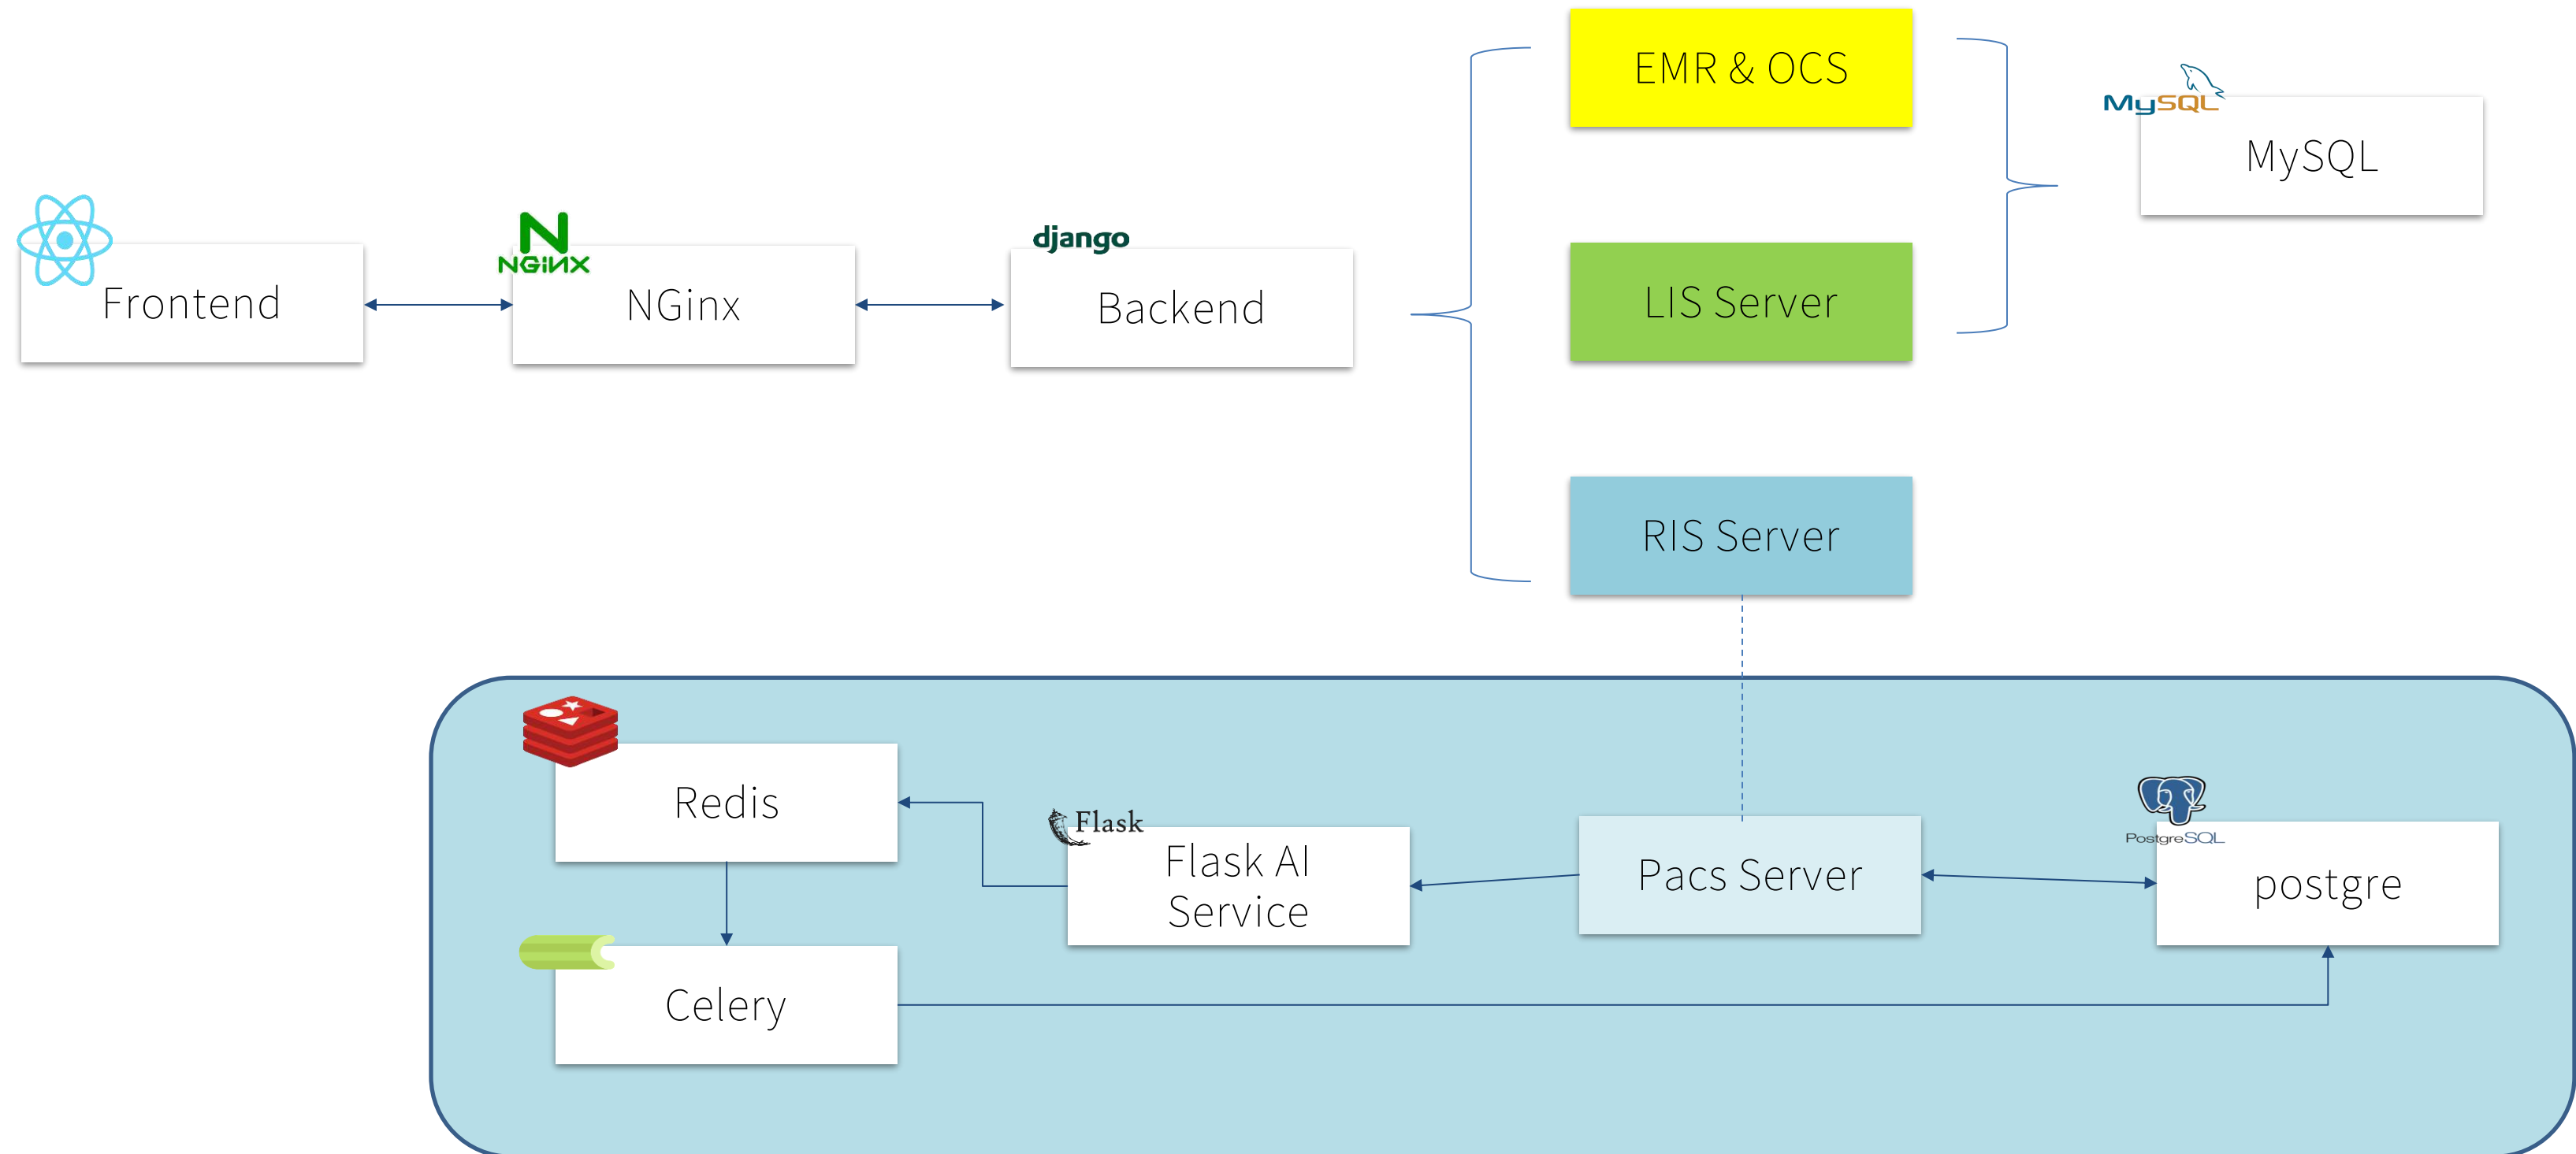 EMR & OCS
MySQL
MySQL
LIS Server
RIS Server
Frontend
NGiNX
NGinx
django
Backend
Redis
Flask
Flask AI
Service
Pacs Server
PostgreSQL
postgre
Celery